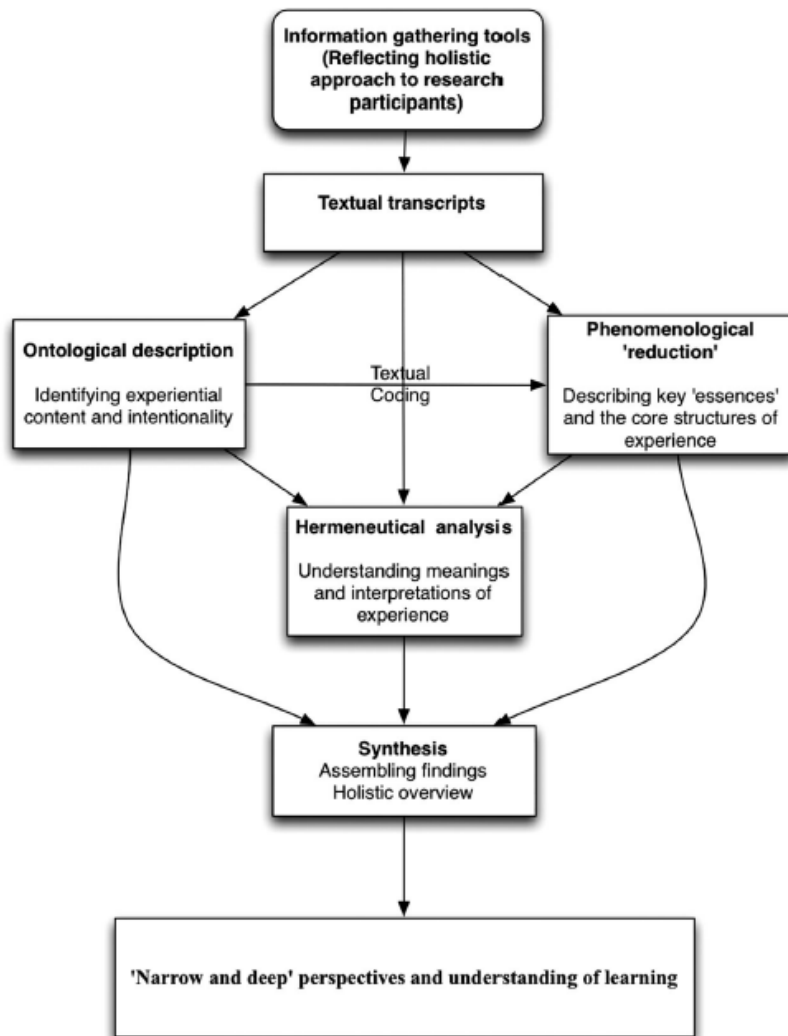 Information gathering tools
(Reflecting holistic
approach to research
participants)
Textual transcripts
Ontological description
Identifying experiential
content and intentionality
Textual
Coding
Phenomenological
'reduction'
Describing key 'essences'
and the core structures of
experience
Hermeneutical analysis
Understanding meanings
and interpretations of
experience
Synthesis
Assembling findings
Holistic overview
'Narrow and deep' perspectives and understanding of learning